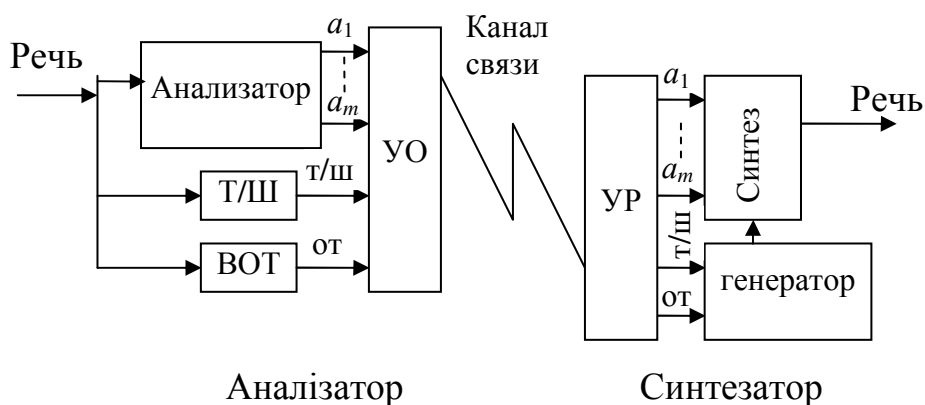 Речь
Анализатор
a1
am
Т/Ш
т/ш
ВОТ
от
УО
Канал
связи
УР
a1
am
т/ш
от
Синтез
генератор
Речь
Аналізатор
Синтезатор